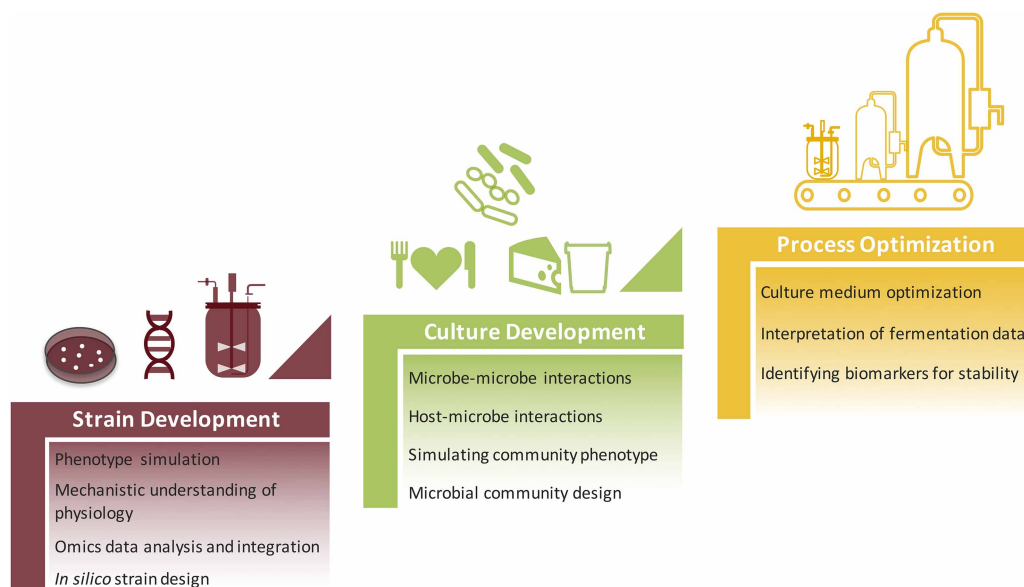 Strain Development
Phenotype simulation
Mechanistic understanding of
physiology
Omics data analysis and integration
In silico strain design
Culture Development
Microbe-microbe interactions
Host-microbe interactions
Simulating community phenotype
Microbial community design
Process Optimization
Culture medium optimization
Interpretation of fermentation data
Identifying biomarkers for stability